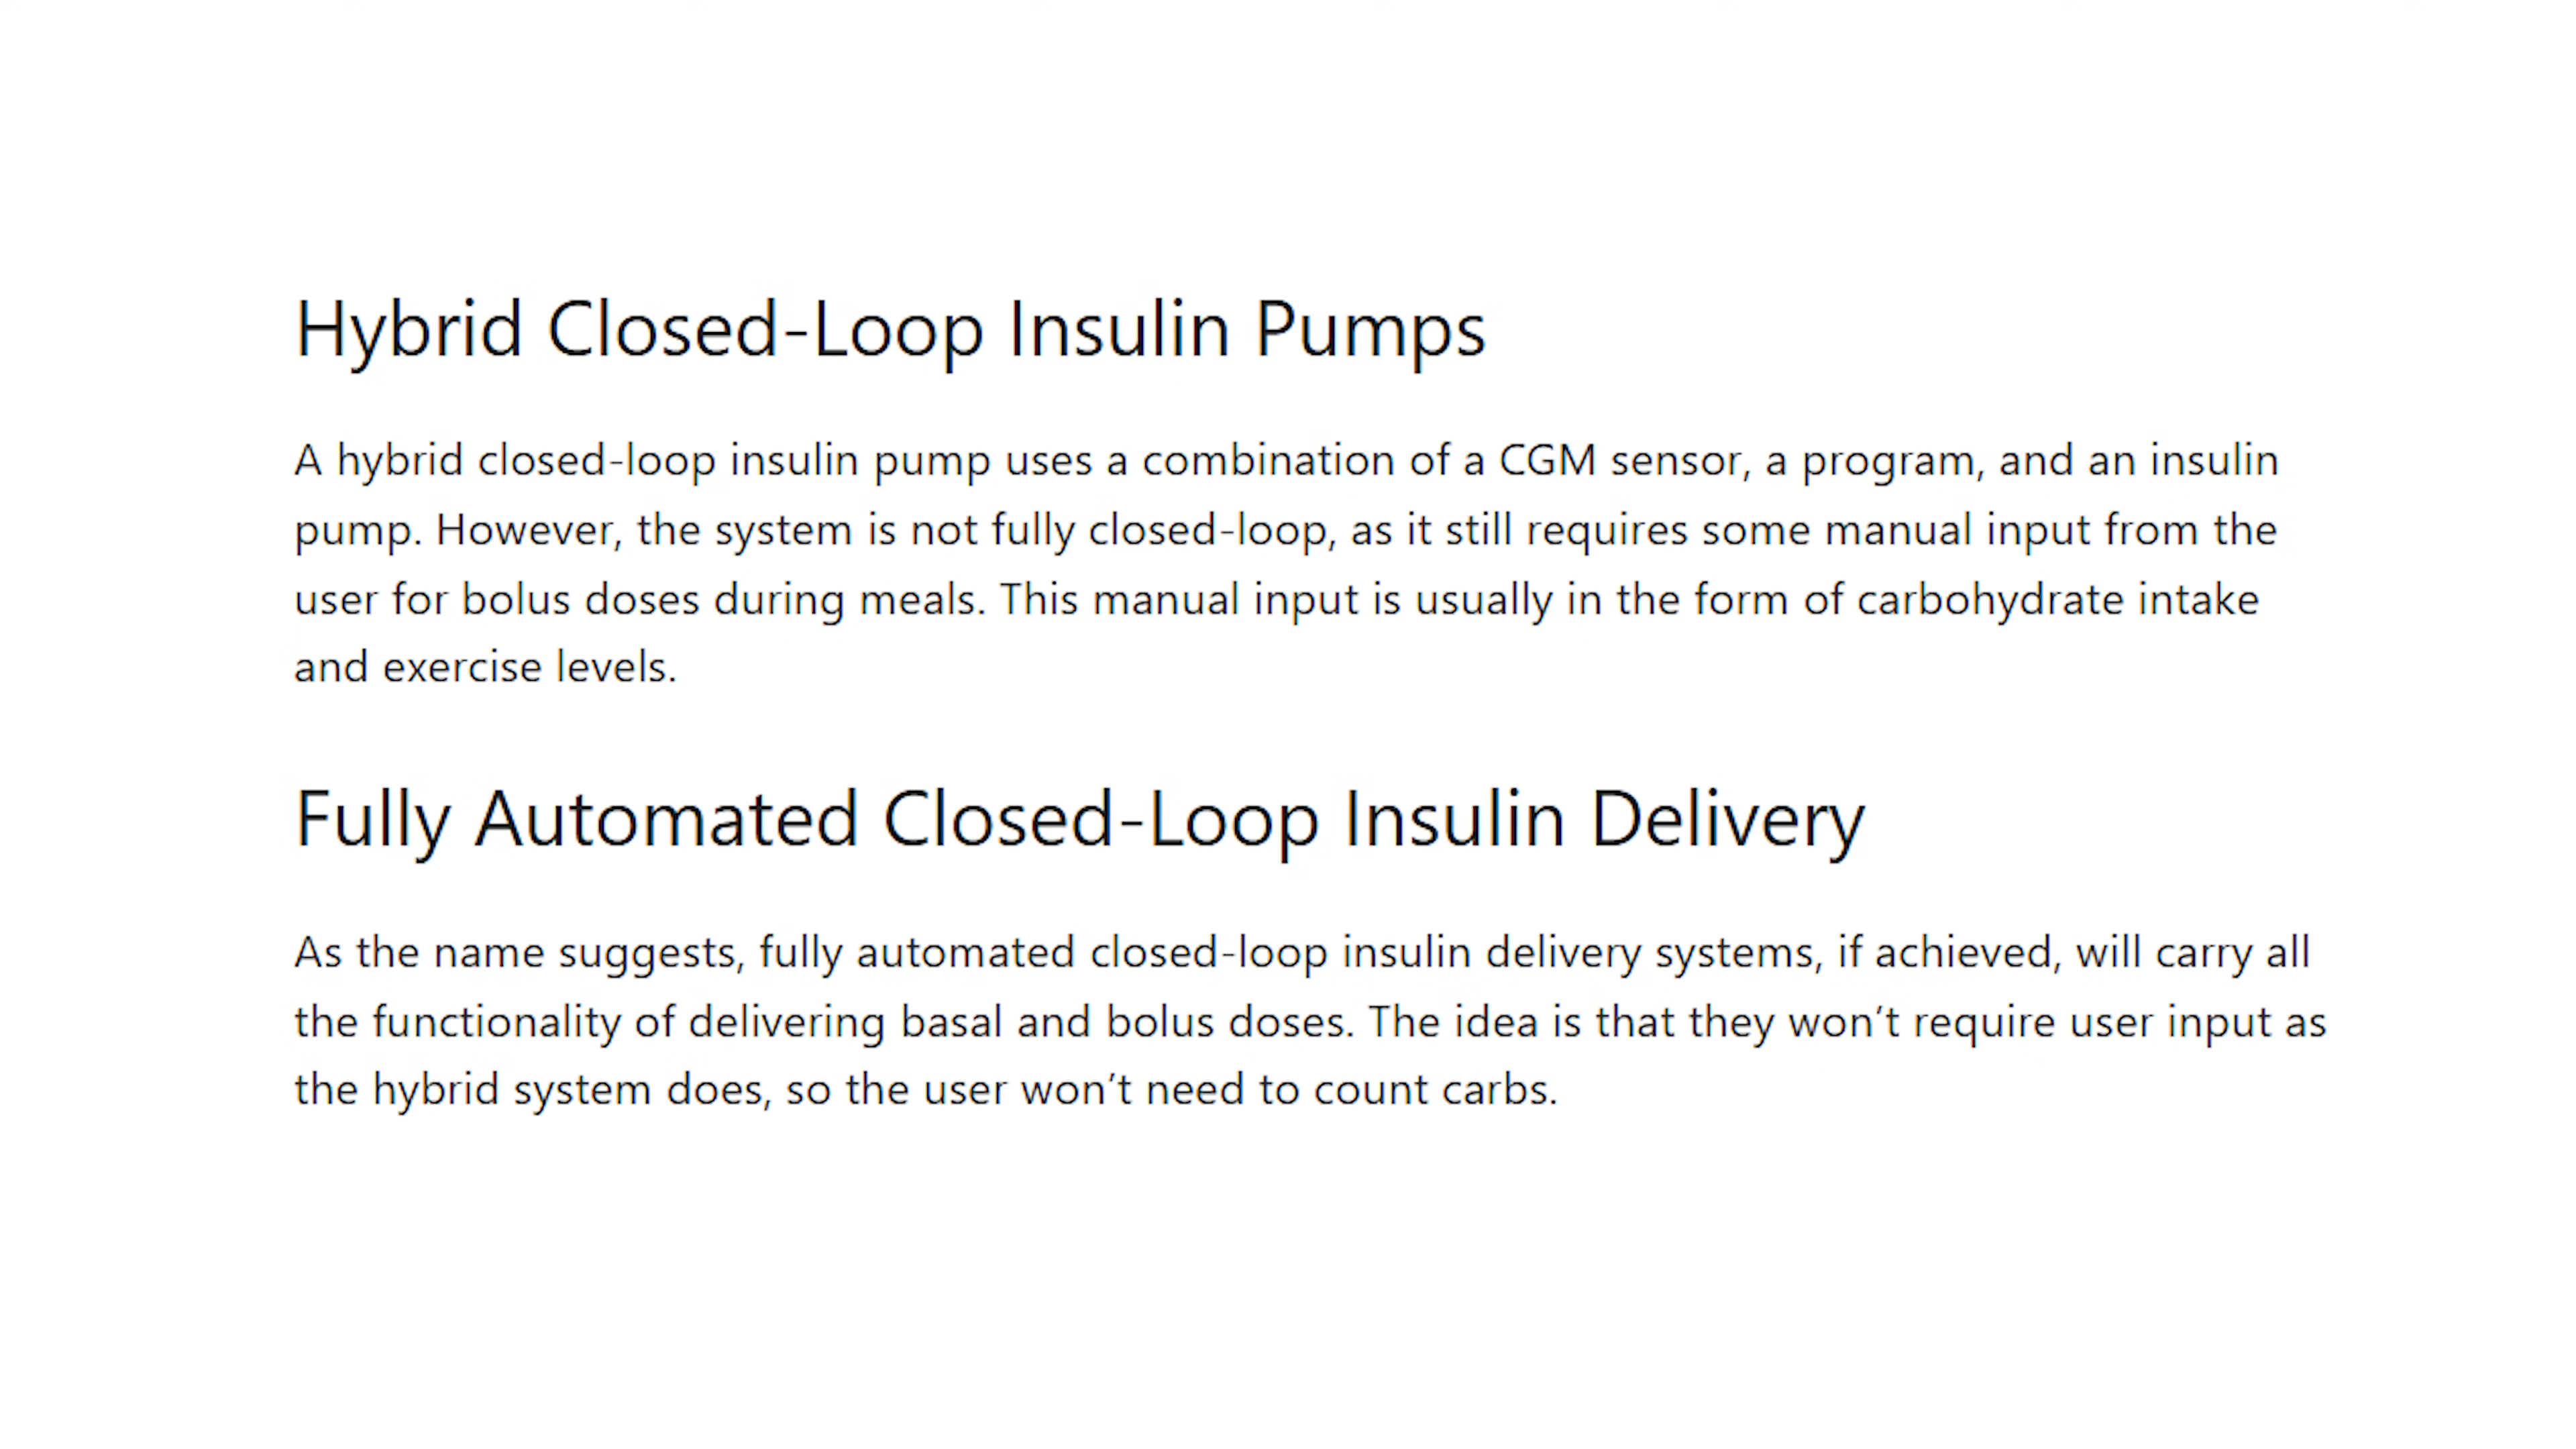 Hybrid Closed-Loop Insulin Pumps
A hybrid closed-loop insulin pump uses a combination of a CGM sensor, a program, and an insulin
pump. However, the system is not fully closed-loop, as it still requires some manual input from the
user for bolus doses during meals. This manual input is usually in the form of carbohydrate intake
and exercise levels.
Fully Automated Closed-Loop Insulin Delivery
As the name suggests, fully automated closed-loop insulin delivery systems, if achieved, will carry all
the functionality of delivering basal and bolus doses. The idea is that they won’t require user input as
the hybrid system does, so the user won’t need to count carbs.